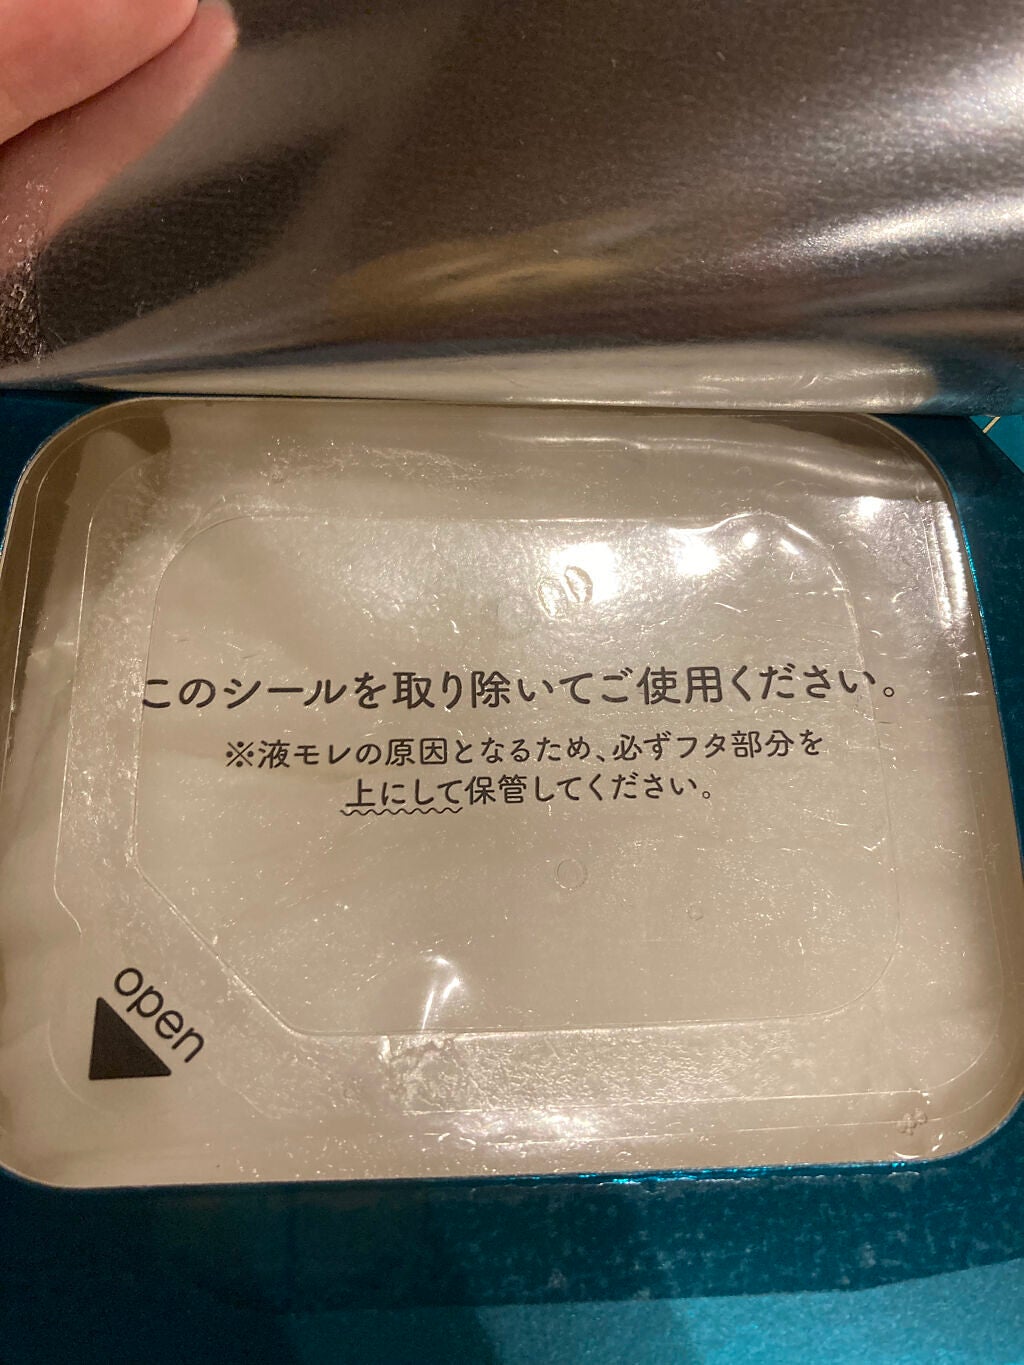 このシールを取り除いてご使用ください。
※液モレの原因となるため、必ずフタ部分を
上にして保管してください。
open